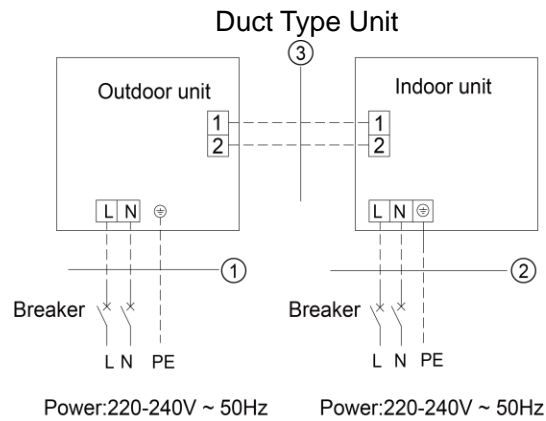 Duct Type Unit
③
Outdoor unit
Indoor unit
1 1
2 2
L N
L N
① ②
Breaker
Breaker
L N PE
L N PE
Power:220-240V ~ 50Hz
Power:220-240V ~ 50Hz